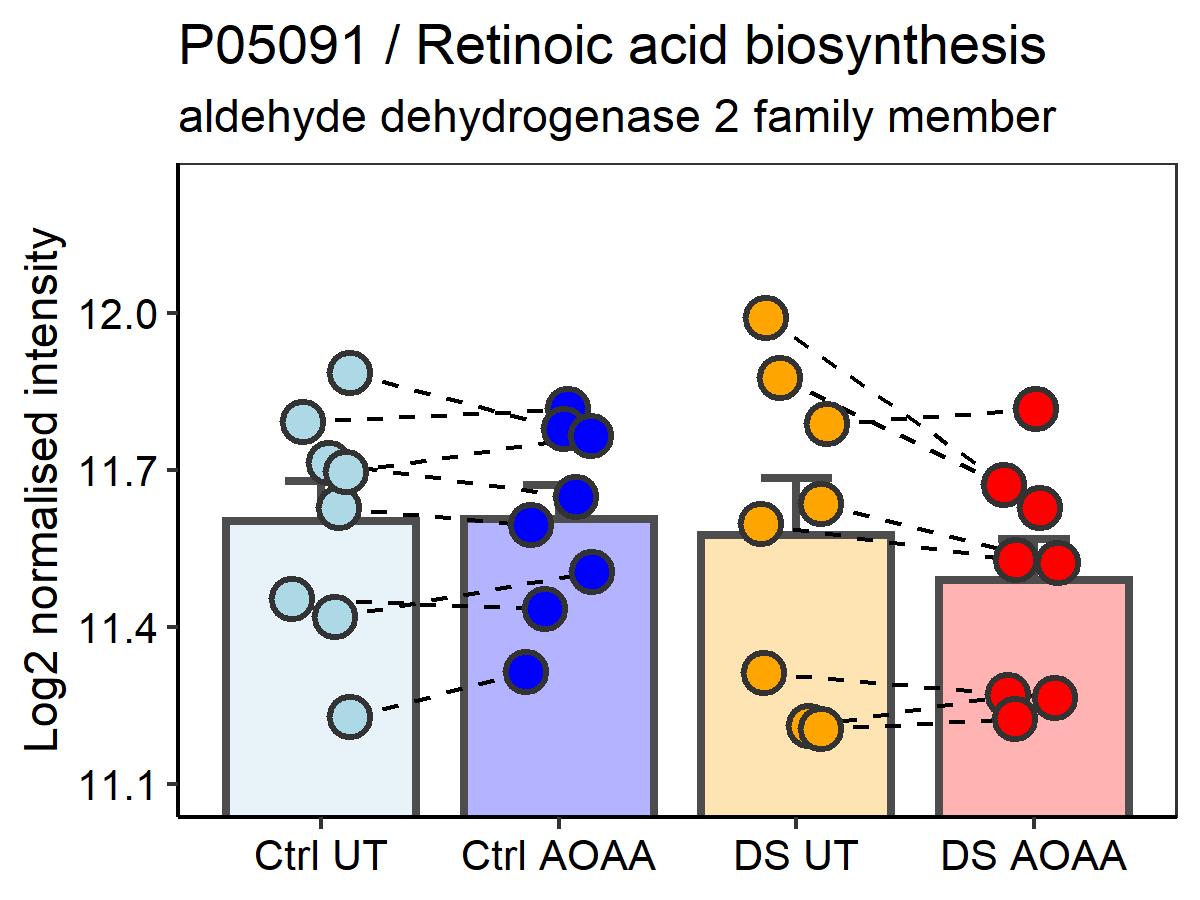 P05091 / Retinoic acid biosynthesis
aldehyde dehydrogenase 2 family member
Log2 normalised intensity
12.0
11.7
11.4
11.1
Ctrl UT
Ctrl AOAA
DS UT
DS AOAA